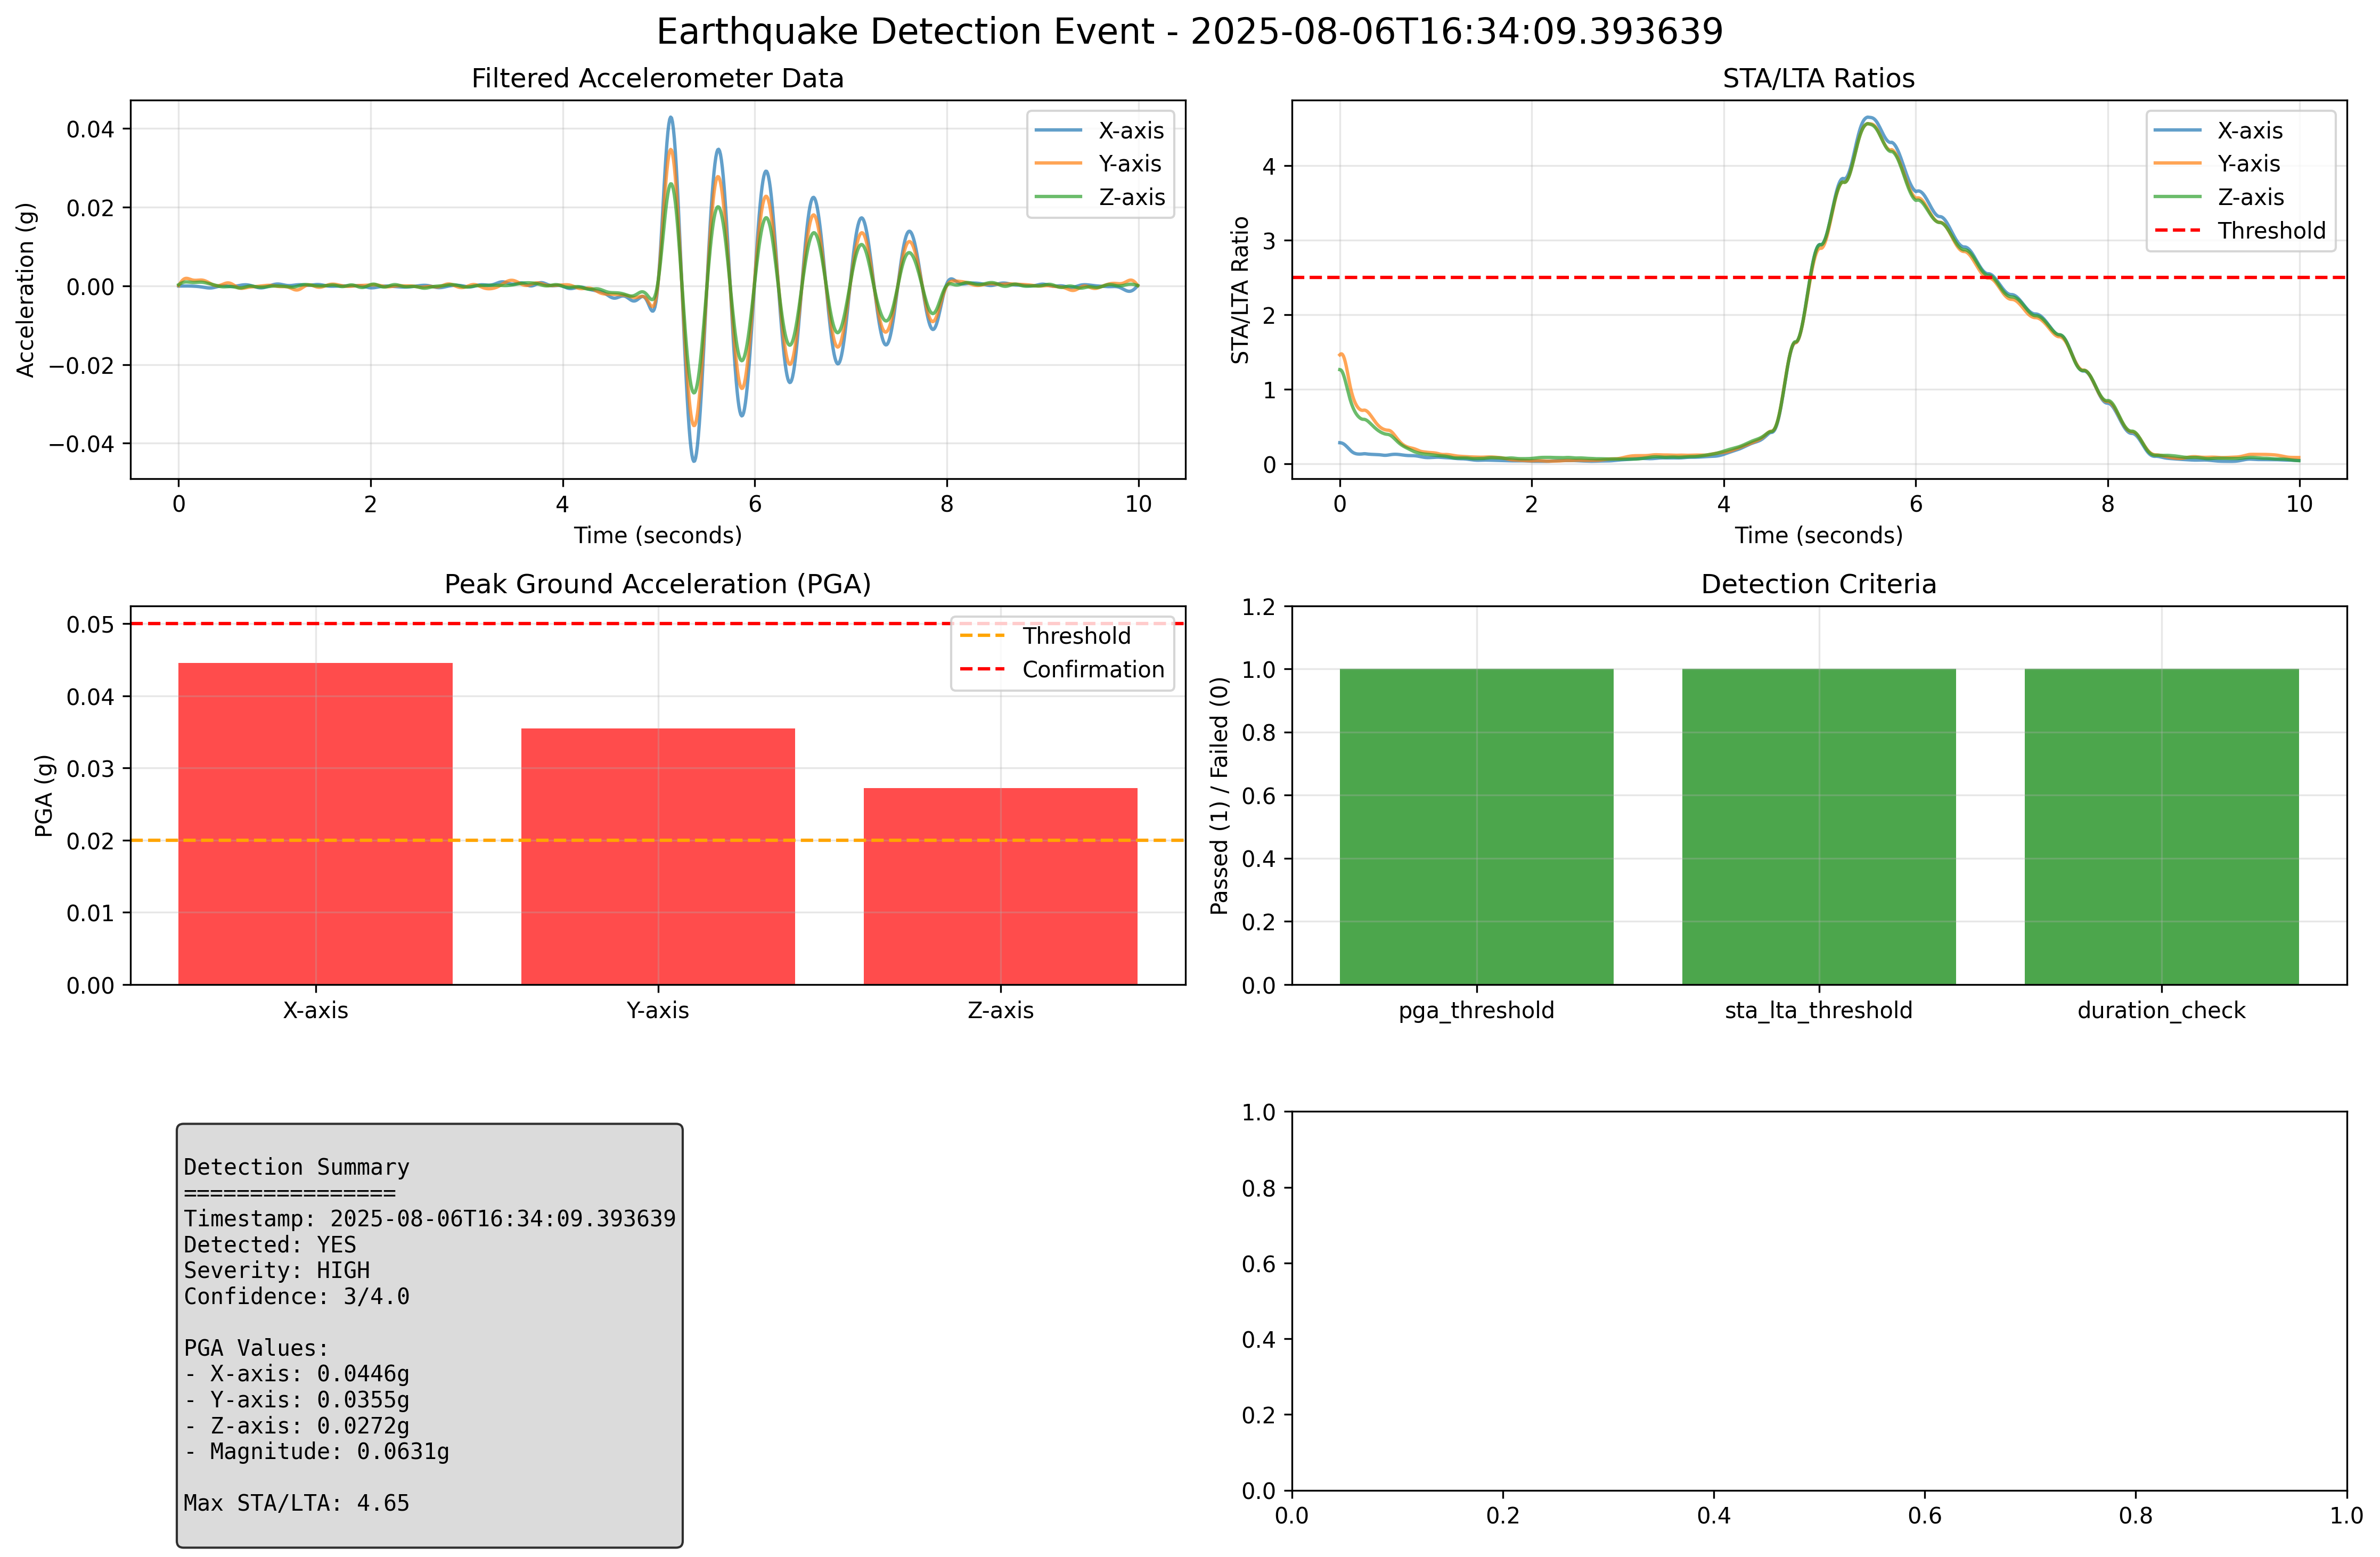 Earthquake Detection Event - 2025-08-06T16:34:09.393639
Filtered Accelerometer Data
Acceleration (g)
0.04
0.02
0.00
−0.02
−0.04
X-axis
Y-axis
Z-axis
0
2
4
6
8
10
Time (seconds)
STA/LTA Ratios
STA/LTA Ratio
4
3
2
1
0
X-axis
Y-axis
Z-axis
Threshold
0
2
4
6
8
10
Time (seconds)
Peak Ground Acceleration (PGA)
PGA (g)
0.05
0.04
0.03
0.02
0.01
0.00
Threshold
Confirmation
X-axis
Y-axis
Z-axis
Detection Criteria
Passed (1) / Failed (0)
1.2
1.0
0.8
0.6
0.4
0.2
0.0
pga_threshold
sta_lta_threshold
duration_check
Detection Summary
================
Timestamp: 2025-08-06T16:34:09.393639
Detected: YES
Severity: HIGH
Confidence: 3/4.0
PGA Values:
- X-axis: 0.0446g
- Y-axis: 0.0355g
- Z-axis: 0.0272g
- Magnitude: 0.0631g
Max STA/LTA: 4.65
1.0
0.8
0.6
0.4
0.2
0.0
0.0
0.2
0.4
0.6
0.8
1.0